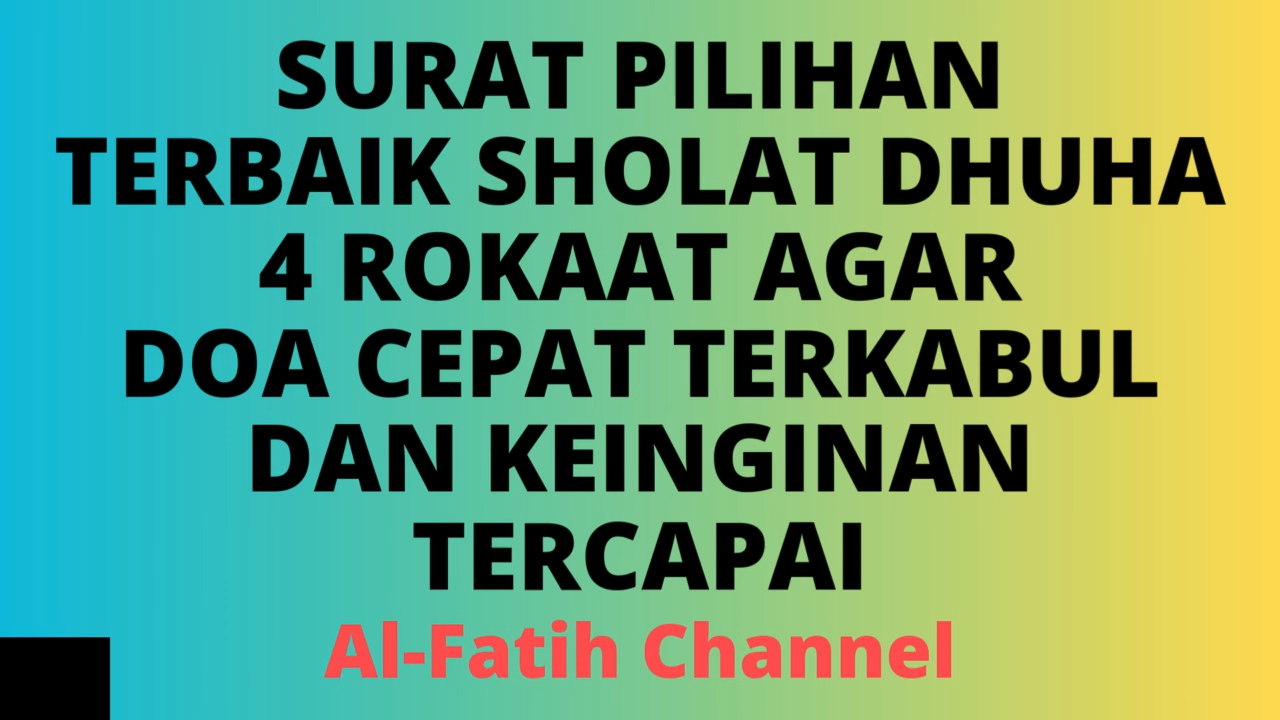 SURAT PILIHAN
TERBAIK SHOLAT DHUHA
4 ROKAAT AGAR
DOA CEPAT TERKABUL
DAN KEINGINAN
TERCAPAI
Al-Fatih Channel